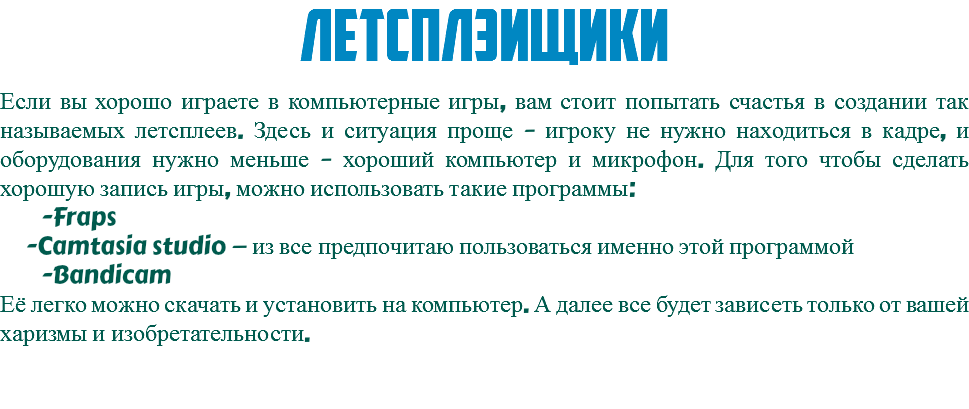 ЛЕТСПЛЭИЩИКИ
Если вы хорошо играете в компьютерные игры, вам стоит попытать счастья в создании так
называемых летсплеев. Здесь и ситуация проще - игроку не нужно находиться в кадре, и
оборудования нужно меньше - хороший компьютер и микрофон. Для того чтобы сделать
хорошую запись игры, можно использовать такие программы:
-Fraps
-Camtasia studio – из все предпочитаю пользоваться именно этой программой
-Bandicam
Её легко можно скачать и установить на компьютер. А далее все будет зависеть только от вашей
харизмы и изобретательности.